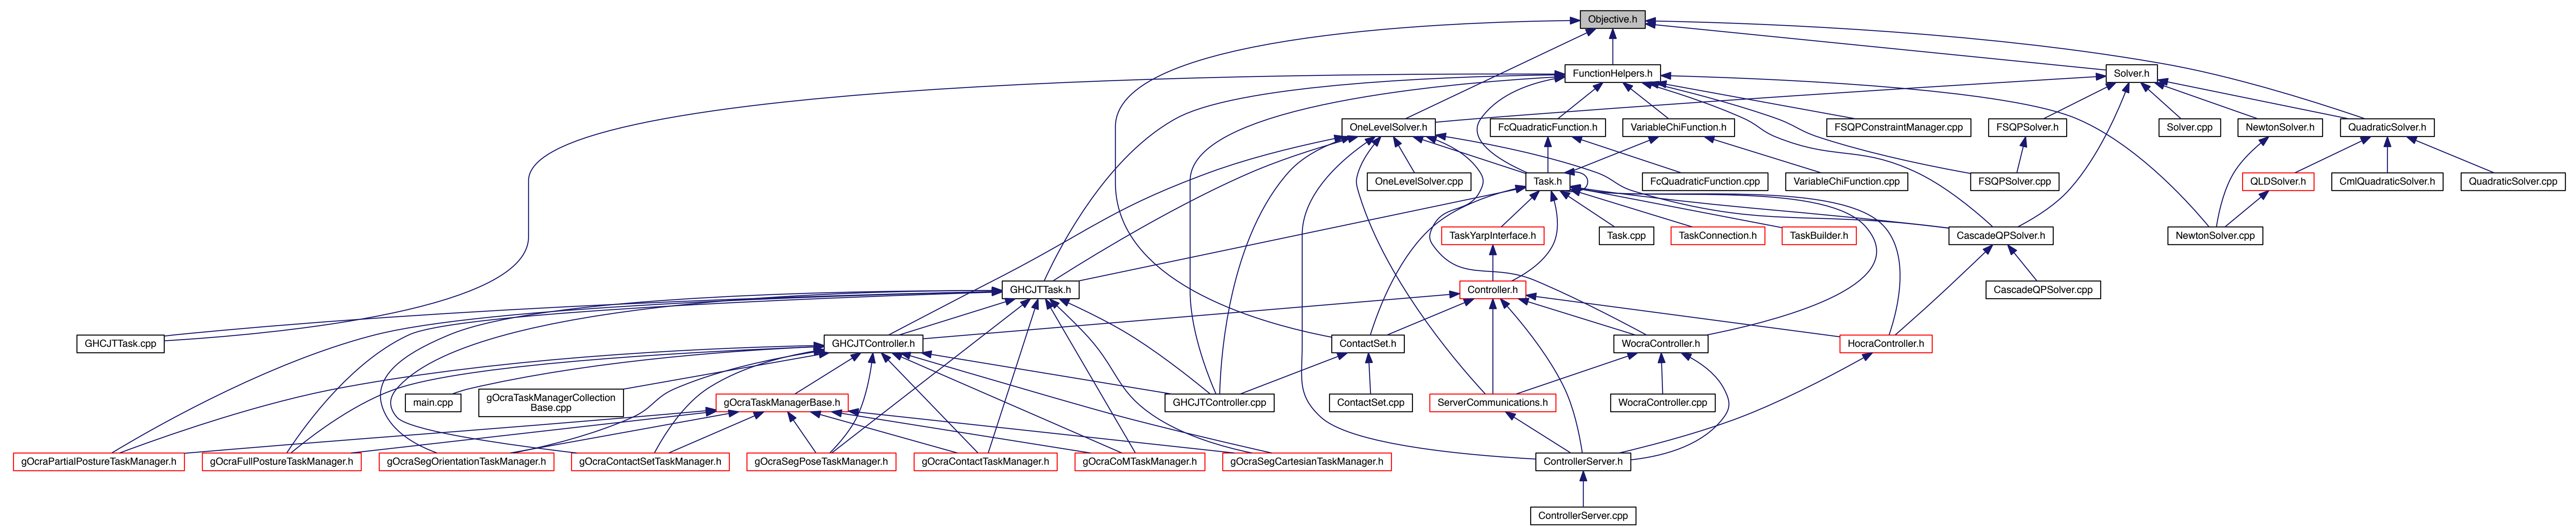 Objective.h
FunctionHelpers.h
Solver.h
OneLevelSolver.h
FcQuadraticFunction.h
VariableChiFunction.h
FSQPConstraintManager.cpp
FSQPSolver.h
Solver.cpp
NewtonSolver.h
QuadraticSolver.h
OneLevelSolver.cpp
Task.h
FcQuadraticFunction.cpp
VariableChiFunction.cpp
FSQPSolver.cpp
QLDSolver.h
CmlQuadraticSolver.h
QuadraticSolver.cpp
TaskYarpInterface.h
Task.cpp
TaskConnection.h
TaskBuilder.h
CascadeQPSolver.h
NewtonSolver.cpp
GHCJTTask.h
Controller.h
CascadeQPSolver.cpp
GHCJTTask.cpp
GHCJTController.h
ContactSet.h
WocraController.h
HocraController.h
main.cpp
gOcraTaskManagerCollection
Base.cpp
gOcraTaskManagerBase.h
GHCJTController.cpp
ContactSet.cpp
ServerCommunications.h
WocraController.cpp
gOcraPartialPostureTaskManager.h
gOcraFullPostureTaskManager.h
gOcraSegOrientationTaskManager.h
gOcraContactSetTaskManager.h
gOcraSegPoseTaskManager.h
gOcraContactTaskManager.h
gOcraCoMTaskManager.h
gOcraSegCartesianTaskManager.h
ControllerServer.h
ControllerServer.cpp